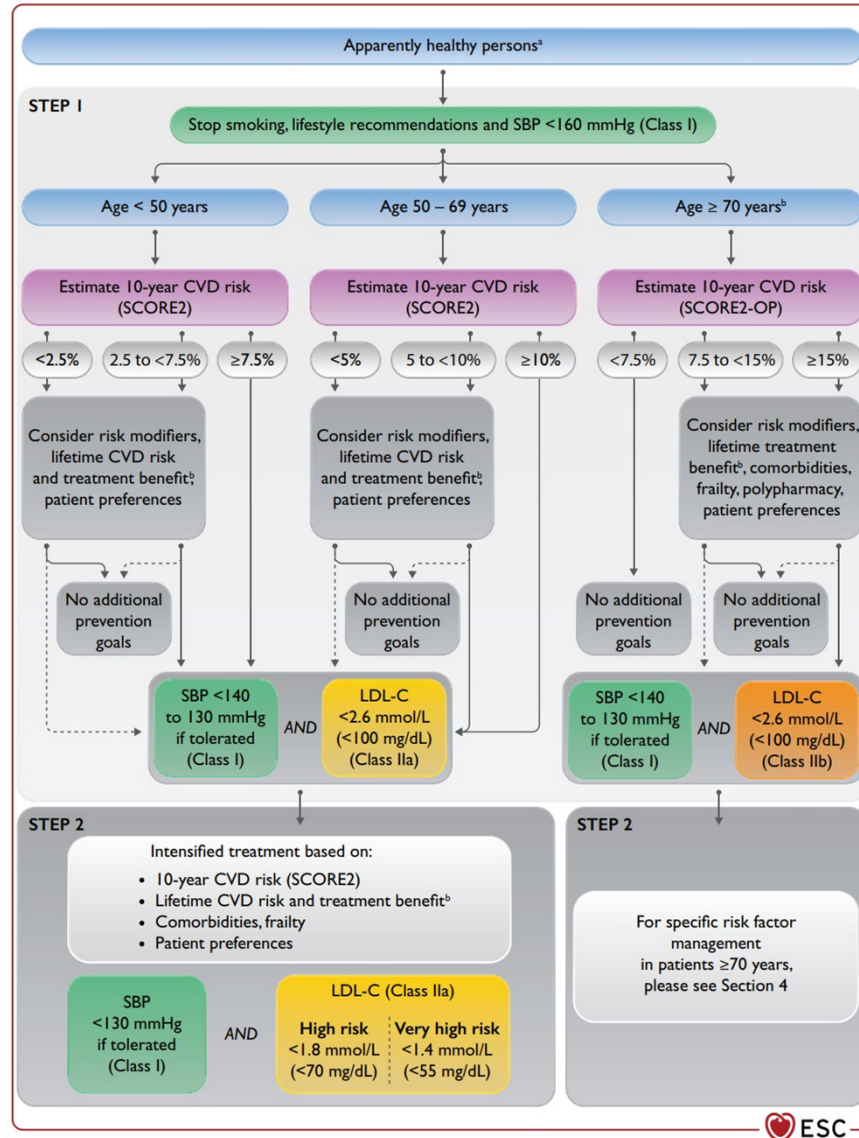 Apparently healthy personsᵃ
STEP 1
Stop smoking, lifestyle recommendations and SBP <160 mmHg (Class I)
Age < 50 years
Age 50 – 69 years
Age ≥ 70 yearsᵇ
Estimate 10-year CVD risk
(SCORE2)
Estimate 10-year CVD risk
(SCORE2)
Estimate 10-year CVD risk
(SCORE2-OP)
<2.5%
2.5 to <7.5%
≥7.5%
<5%
5 to <10%
≥10%
<7.5%
7.5 to <15%
≥15%
Consider risk modifiers,
lifetime CVD risk
and treatment benefitᵇ,
patient preferences
Consider risk modifiers,
lifetime CVD risk
and treatment benefitᵇ,
patient preferences
Consider risk modifiers,
lifetime treatment
benefitᵇ, comorbidities,
frailty, polypharmacy,
patient preferences
No additional
prevention
goals
No additional
prevention
goals
No additional
prevention
goals
No additional
prevention
goals
SBP <140
to 130 mmHg
if tolerated
(Class I)
AND
LDL-C
<2.6 mmol/L
(<100 mg/dL)
(Class IIa)
SBP <140
to 130 mmHg
if tolerated
(Class I)
AND
LDL-C
<2.6 mmol/L
(<100 mg/dL)
(Class IIb)
STEP 2
Intensified treatment based on:
• 10-year CVD risk (SCORE2)
• Lifetime CVD risk and treatment benefitᵇ
• Comorbidities, frailty
• Patient preferences
SBP
<130 mmHg
if tolerated
(Class I)
AND
LDL-C (Class IIa)
High risk
<1.8 mmol/L
(<70 mg/dL)
Very high risk
<1.4 mmol/L
(<55 mg/dL)
STEP 2
For specific risk factor
management
in patients ≥70 years,
please see Section 4
ESC